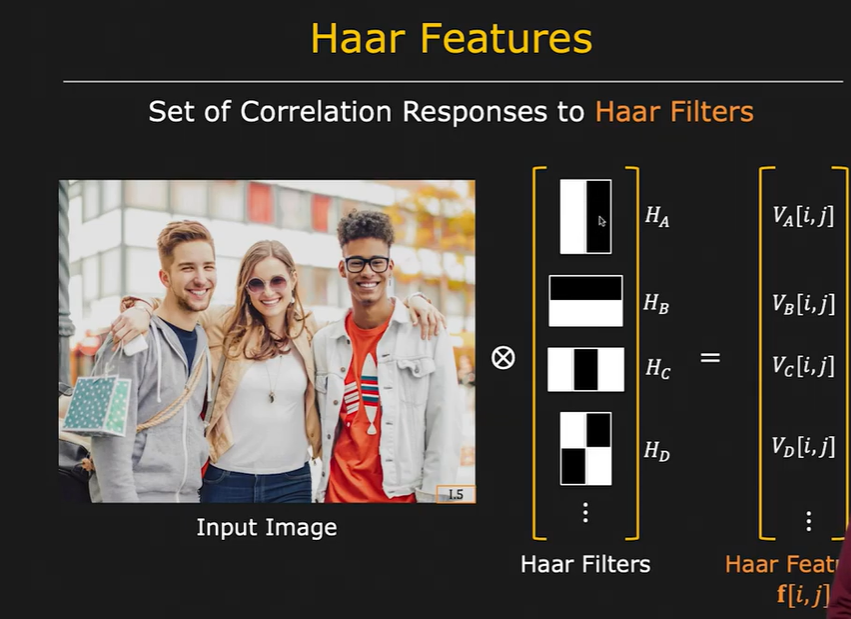 Haar Features
Set of Correlation Responses to Haar Filters
H_A
V_A[i,j]
H_B
V_B[i,j]
⊗
=
H_C
V_C[i,j]
H_D
V_D[i,j]
⋮
⋮
I.5
Input Image
Haar Filters
Haar Featu
f[i,j]